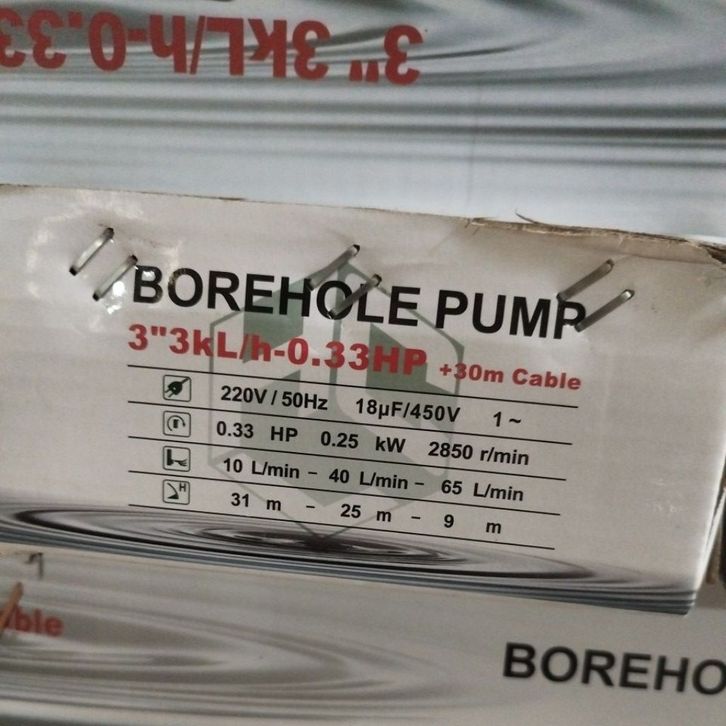 3" 3kL/h-0.33
BOREHOLE PUMP
3"3kL/h-0.33HP +30m Cable
220V / 50Hz 18µF/450V 1 ~
0.33 HP 0.25 kW 2850 r/min
10 L/min – 40 L/min – 65 L/min
H
31 m – 25 m – 9 m
ble
BOREHO